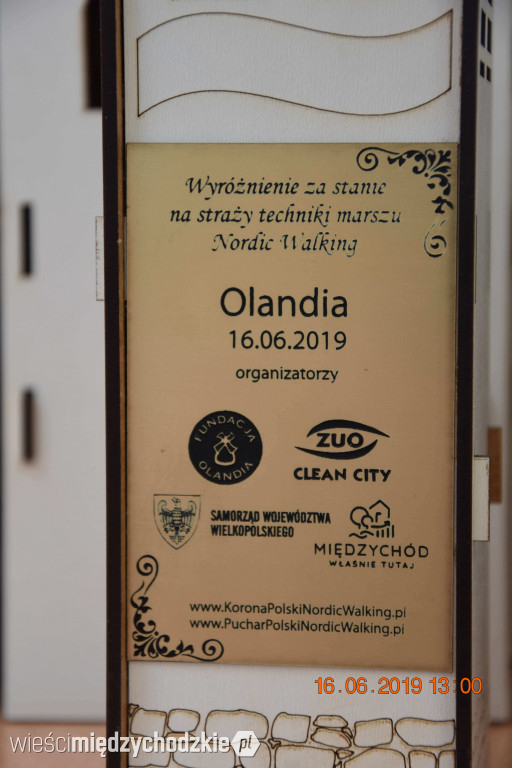 Wyróżnienie za stanie
na straży techniki marszu
Nordic Walking
Olandia
16.06.2019
organizatorzy
FUNDACJA
OLANDIA
ZUO
CLEAN CITY
SAMORZĄD WOJEWÓDZTWA
WIELKOPOLSKIEGO
MIĘDZYCHÓD
WŁAŚNIE TUTAJ
www.KoronaPolskiNordicWalking.pl
www.PucharPolskiNordicWalking.pl
16.06.2019 13:00
wieścimiędzychodzkie.pl